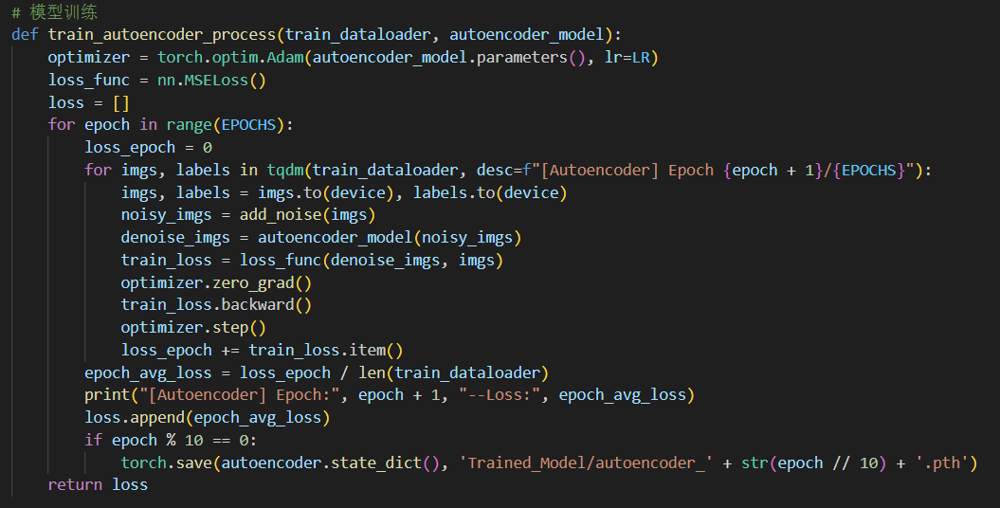 # 模型训练
def train_autoencoder_process(train_dataloader, autoencoder_model):
    optimizer = torch.optim.Adam(autoencoder_model.parameters(), lr=LR)
    loss_func = nn.MSELoss()
    loss = []
    for epoch in range(EPOCHS):
        loss_epoch = 0
        for imgs, labels in tqdm(train_dataloader, desc=f"[Autoencoder] Epoch {epoch + 1}/{EPOCHS}"):
            imgs, labels = imgs.to(device), labels.to(device)
            noisy_imgs = add_noise(imgs)
            denoise_imgs = autoencoder_model(noisy_imgs)
            train_loss = loss_func(denoise_imgs, imgs)
            optimizer.zero_grad()
            train_loss.backward()
            optimizer.step()
            loss_epoch += train_loss.item()
        epoch_avg_loss = loss_epoch / len(train_dataloader)
        print("[Autoencoder] Epoch:", epoch + 1, "--Loss:", epoch_avg_loss)
        loss.append(epoch_avg_loss)
        if epoch % 10 == 0:
            torch.save(autoencoder.state_dict(), 'Trained_Model/autoencoder_' + str(epoch // 10) + '.pth')
    return loss